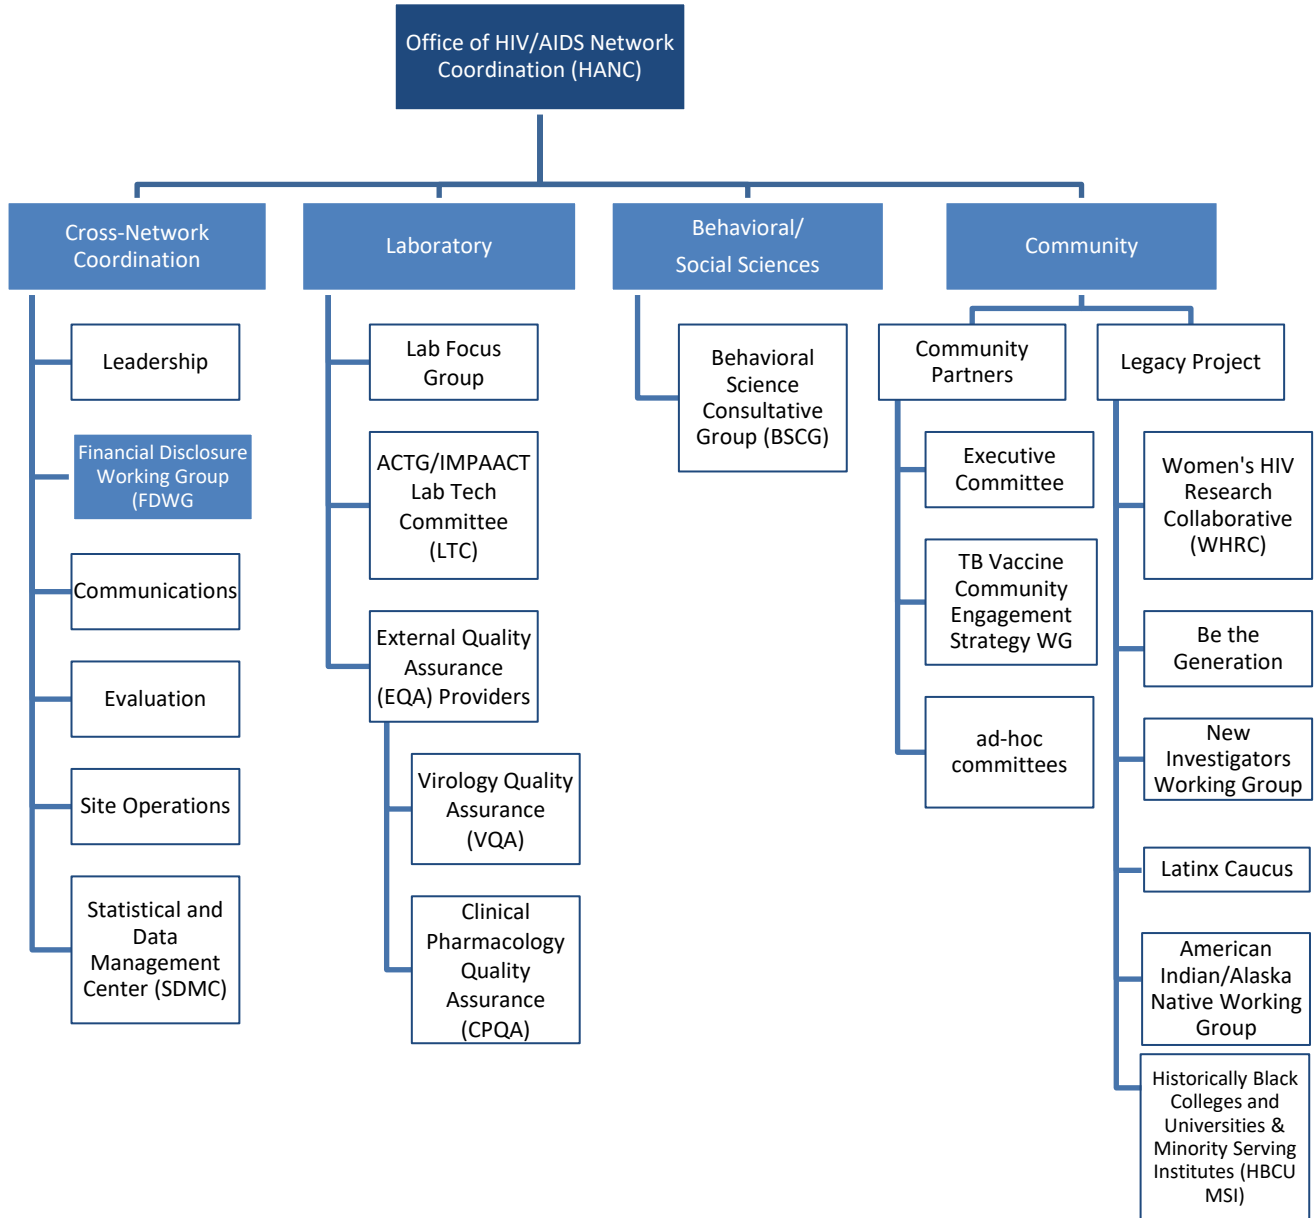 Office of HIV/AIDS Network
Coordination (HANC)
Cross-Network
Coordination
Laboratory
Behavioral/
Social Sciences
Community
Leadership
Financial Disclosure
Working Group
(FDWG
Communications
Evaluation
Site Operations
Statistical and
Data
Management
Center (SDMC)
Lab Focus
Group
ACTG/IMPAACT
Lab Tech
Committee
(LTC)
External Quality
Assurance
(EQA) Providers
Virology Quality
Assurance
(VQA)
Clinical
Pharmacology
Quality
Assurance
(CPQA)
Behavioral
Science
Consultative
Group (BSCG)
Community
Partners
Executive
Committee
TB Vaccine
Community
Engagement
Strategy WG
ad-hoc
committees
Legacy Project
Women's HIV
Research
Collaborative
(WHRC)
Be the
Generation
New
Investigators
Working Group
Latinx Caucus
American
Indian/Alaska
Native Working
Group
Historically Black
Colleges and
Universities &
Minority Serving
Institutes (HBCU
MSI)